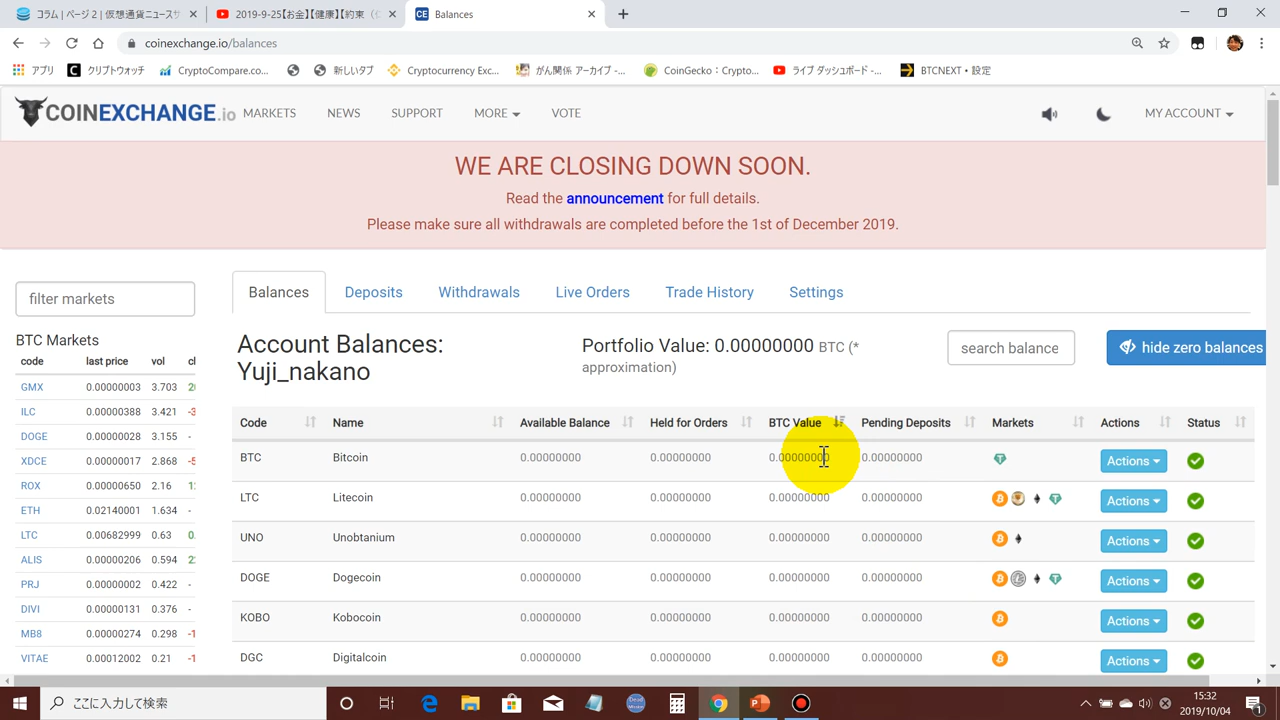 コラム | ページ 2 | 仮想通貨ニュースサ
2019-9-25【お金】【健康】【約束（
Balances
coinexchange.io/balances
アプリ
クリプトウォッチ
CryptoCompare.co...
新しいタブ
Cryptocurrency Exc...
がん関係 アーカイブ -...
CoinGecko：Crypto...
ライブ ダッシュボード -...
BTCNEXT・設定
COINEXCHANGE.io
MARKETS
NEWS
SUPPORT
MORE
VOTE
MY ACCOUNT
WE ARE CLOSING DOWN SOON.
Read the announcement for full details.
Please make sure all withdrawals are completed before the 1st of December 2019.
filter markets
BTC Markets
code last price vol
GMX 0.00000003 3.703
ILC 0.00000388 3.421
DOGE 0.00000028 3.155 -
XDCE 0.00000017 2.868
ROX 0.00000650 2.16
ETH 0.02140001 1.634 -
LTC 0.00682999 0.63
ALIS 0.00000206 0.594
PRJ 0.00000002 0.422 -
DIVI 0.00000131 0.376 -
MB8 0.00000274 0.298
VITAE 0.00012002 0.21
Balances
Deposits
Withdrawals
Live Orders
Trade History
Settings
Account Balances:
Yuji_nakano
Portfolio Value: 0.00000000 BTC (*
approximation)
search balance
hide zero balances
Code Name Available Balance Held for Orders BTC Value Pending Deposits Markets Actions Status
BTC Bitcoin 0.00000000 0.00000000 0.00000000 0.00000000 Actions
LTC Litecoin 0.00000000 0.00000000 0.00000000 0.00000000 Actions
UNO Unobtanium 0.00000000 0.00000000 0.00000000 0.00000000 Actions
DOGE Dogecoin 0.00000000 0.00000000 0.00000000 0.00000000 Actions
KOBO Kobocoin 0.00000000 0.00000000 0.00000000 0.00000000 Actions
DGC Digitalcoin 0.00000000 0.00000000 0.00000000 0.00000000 Actions
ここに入力して検索
15:32
2019/10/04